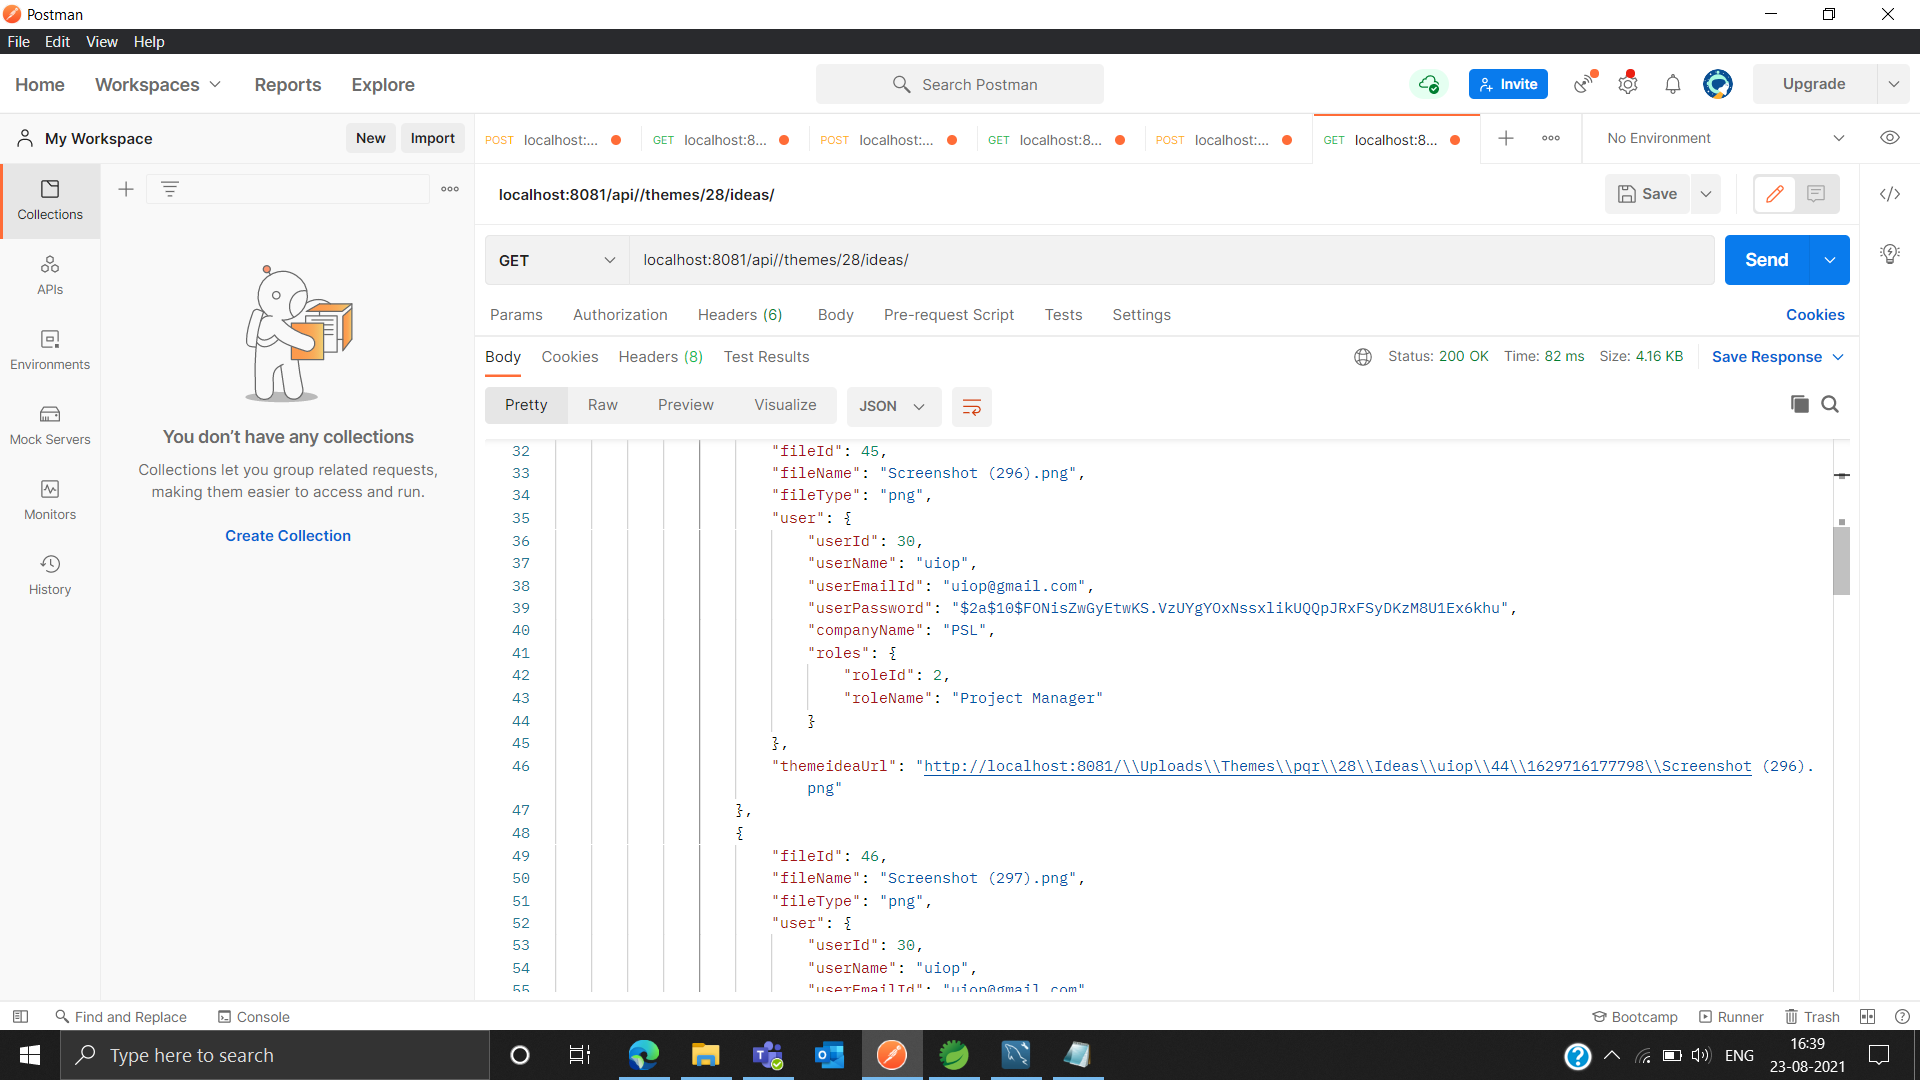 Postman
File Edit View Help
Home Workspaces Reports Explore Search Postman Invite Upgrade
My Workspace New Import POST localhost:... GET localhost:8... POST localhost:... GET localhost:8... POST localhost:... GET localhost:8... No Environment
localhost:8081/api//themes/28/ideas/ Save
Collections
GET localhost:8081/api//themes/28/ideas/ Send
APIs
Params Authorization Headers (6) Body Pre-request Script Tests Settings Cookies
Environments
Body Cookies Headers (8) Test Results Status: 200 OK Time: 82 ms Size: 4.16 KB Save Response
Pretty Raw Preview Visualize JSON
Mock Servers
You don't have any collections
Collections let you group related requests,
making them easier to access and run.
Create Collection
Monitors
History
32 "fileId": 45,
33 "fileName": "Screenshot (296).png",
34 "fileType": "png",
35 "user": {
36 "userId": 30,
37 "userName": "uiop",
38 "userEmailId": "uiop@gmail.com",
39 "userPassword": "$2a$10$FONisZwGyEtwKS.VzUYgYOxNssxlikUQQpJRxFSyDKzM8U1Ex6khu",
40 "companyName": "PSL",
41 "roles": {
42 "roleId": 2,
43 "roleName": "Project Manager"
44 }
45 },
46 "themeideaUrl": "http://localhost:8081/\\Uploads\\Themes\\pqr\\28\\Ideas\\uiop\\44\\1629716177798\\Screenshot (296).
png"
47 },
48 {
49 "fileId": 46,
50 "fileName": "Screenshot (297).png",
51 "fileType": "png",
52 "user": {
53 "userId": 30,
54 "userName": "uiop",
55 "userEmailId": "uiop@gmail.com"
Find and Replace Console Bootcamp Runner Trash
Type here to search ENG 16:39
23-08-2021